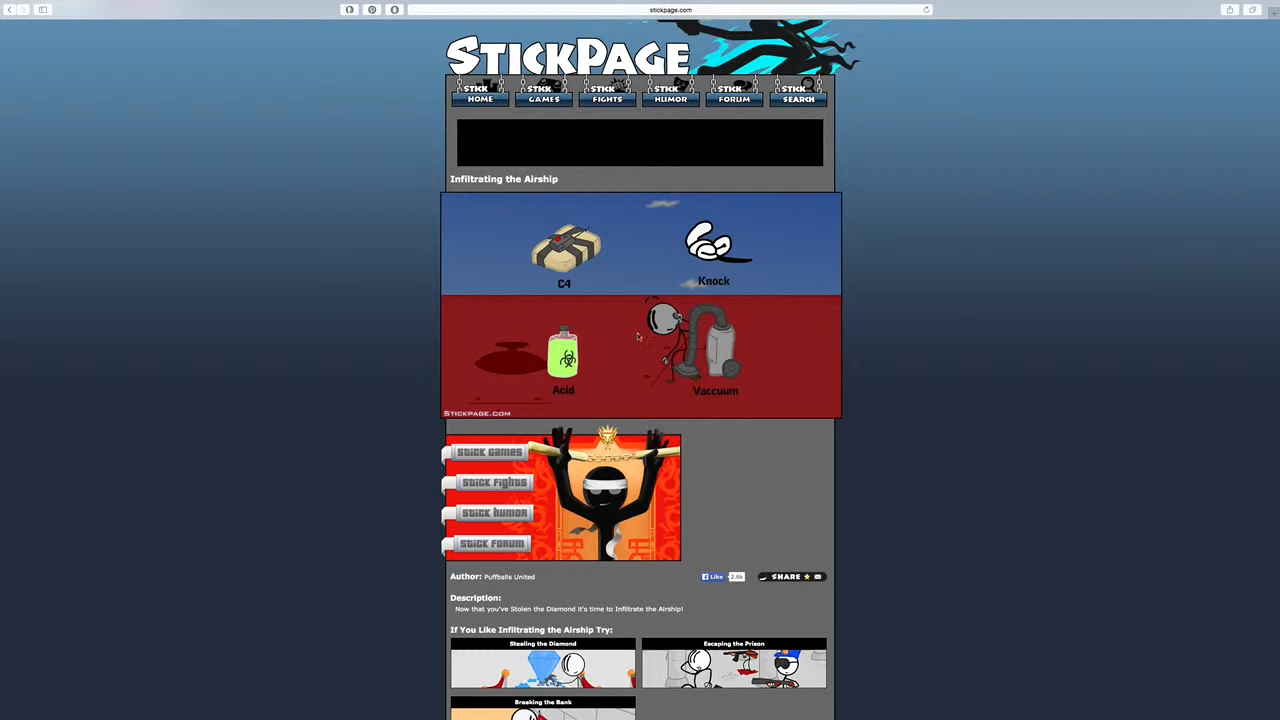 stickpage.com
STICKPAGE
STICK HOME
STICK GAMES
STICK FIGHTS
STICK HUMOR
STICK FORUM
STICK SEARCH
Infiltrating the Airship
C4
Knock
Acid
Vaccuum
STICKPAGE.COM
STICK GAMES
STICK FIGHTS
STICK HUMOR
STICK FORUM
Author: Puffballs United
Like 2.6k
SHARE
Description:
Now that you've Stolen the Diamond it's time to Infiltrate the Airship!
If You Like Infiltrating the Airship Try:
Stealing the Diamond
Escaping the Prison
Breaking the Bank